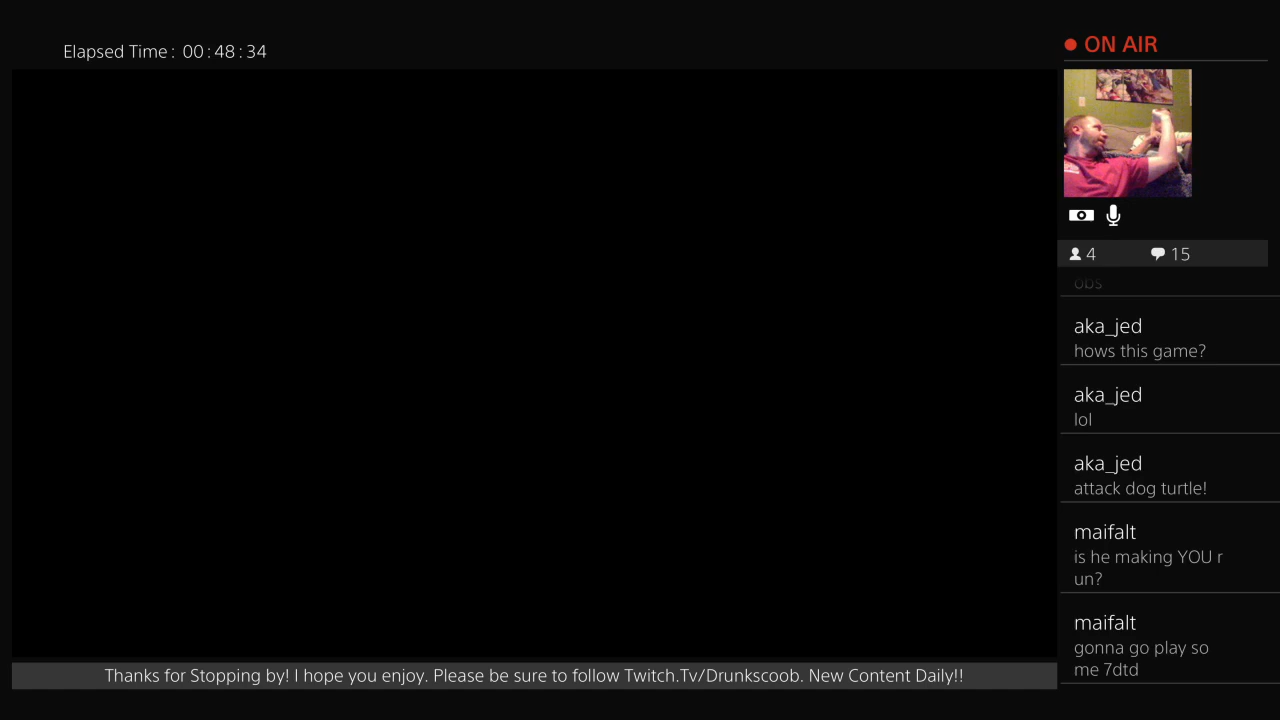 Elapsed Time : 00 : 48 : 34
ON AIR
4
15
obs
aka_jed
hows this game?
aka_jed
lol
aka_jed
attack dog turtle!
maifalt
is he making YOU r
un?
maifalt
gonna go play so
me 7dtd
Thanks for Stopping by! I hope you enjoy. Please be sure to follow Twitch.Tv/Drunkscoob. New Content Daily!!